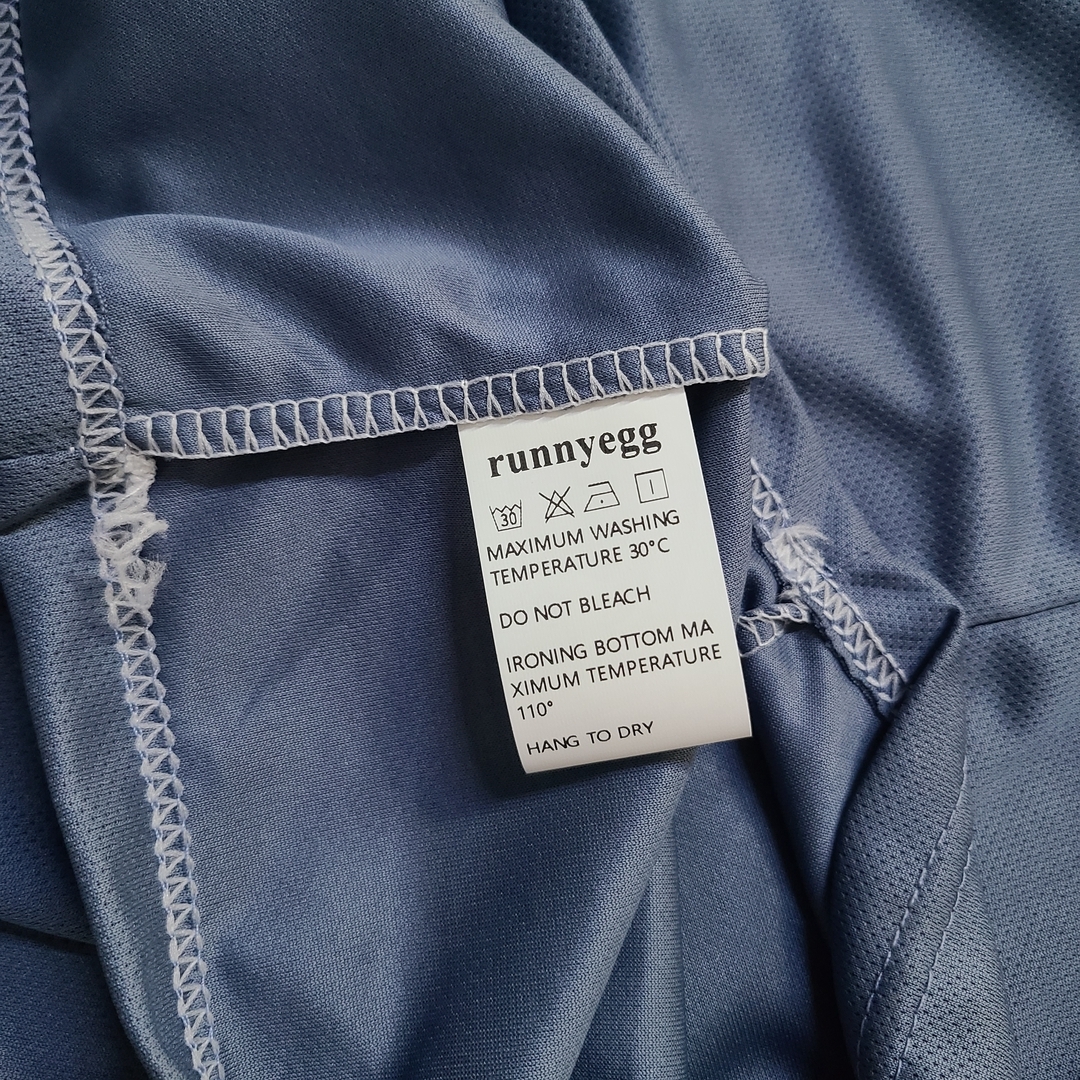 runnyegg
30
MAXIMUM WASHING
TEMPERATURE 30°C
DO NOT BLEACH
IRONING BOTTOM MA
XIMUM TEMPERATURE
110°
HANG TO DRY